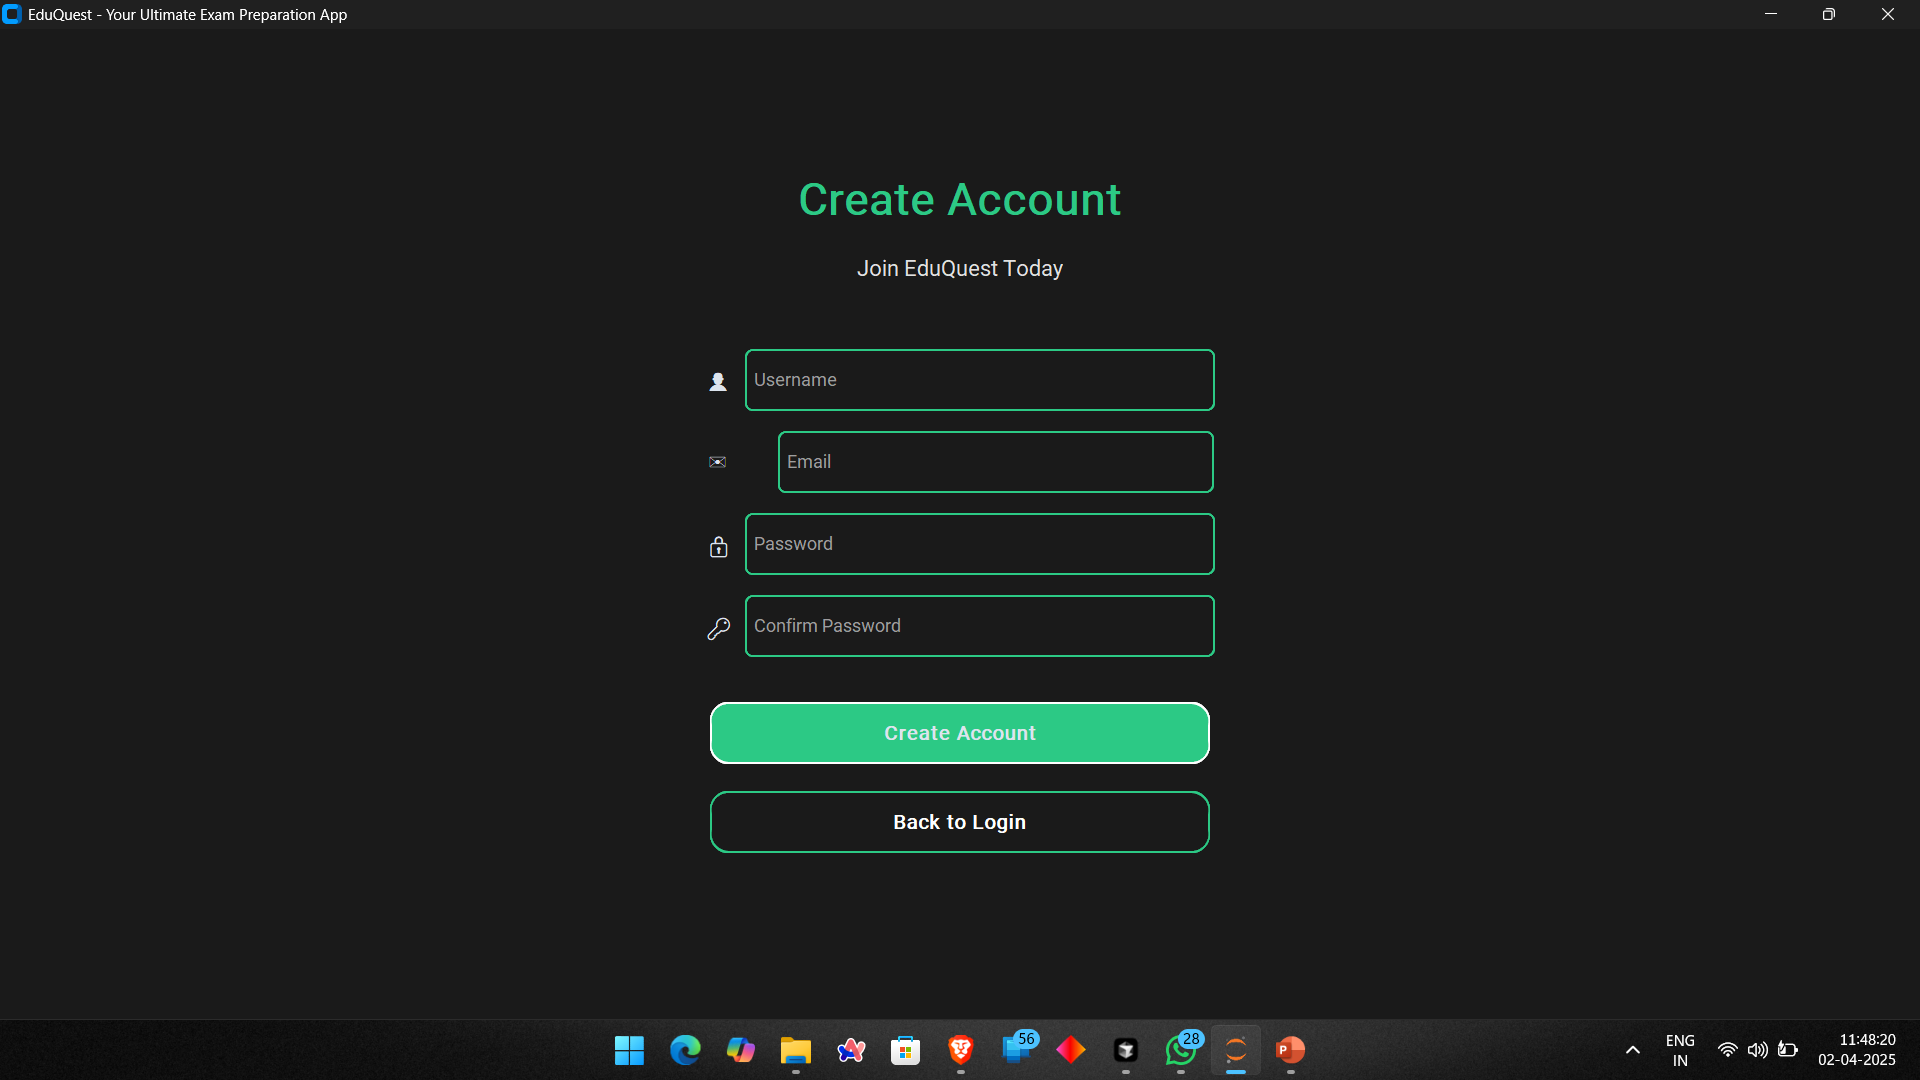 EduQuest - Your Ultimate Exam Preparation App
Create Account
Join EduQuest Today
Username
Email
Password
Confirm Password
Create Account
Back to Login
56
28
P
ENG
IN
11:48:20
02-04-2025